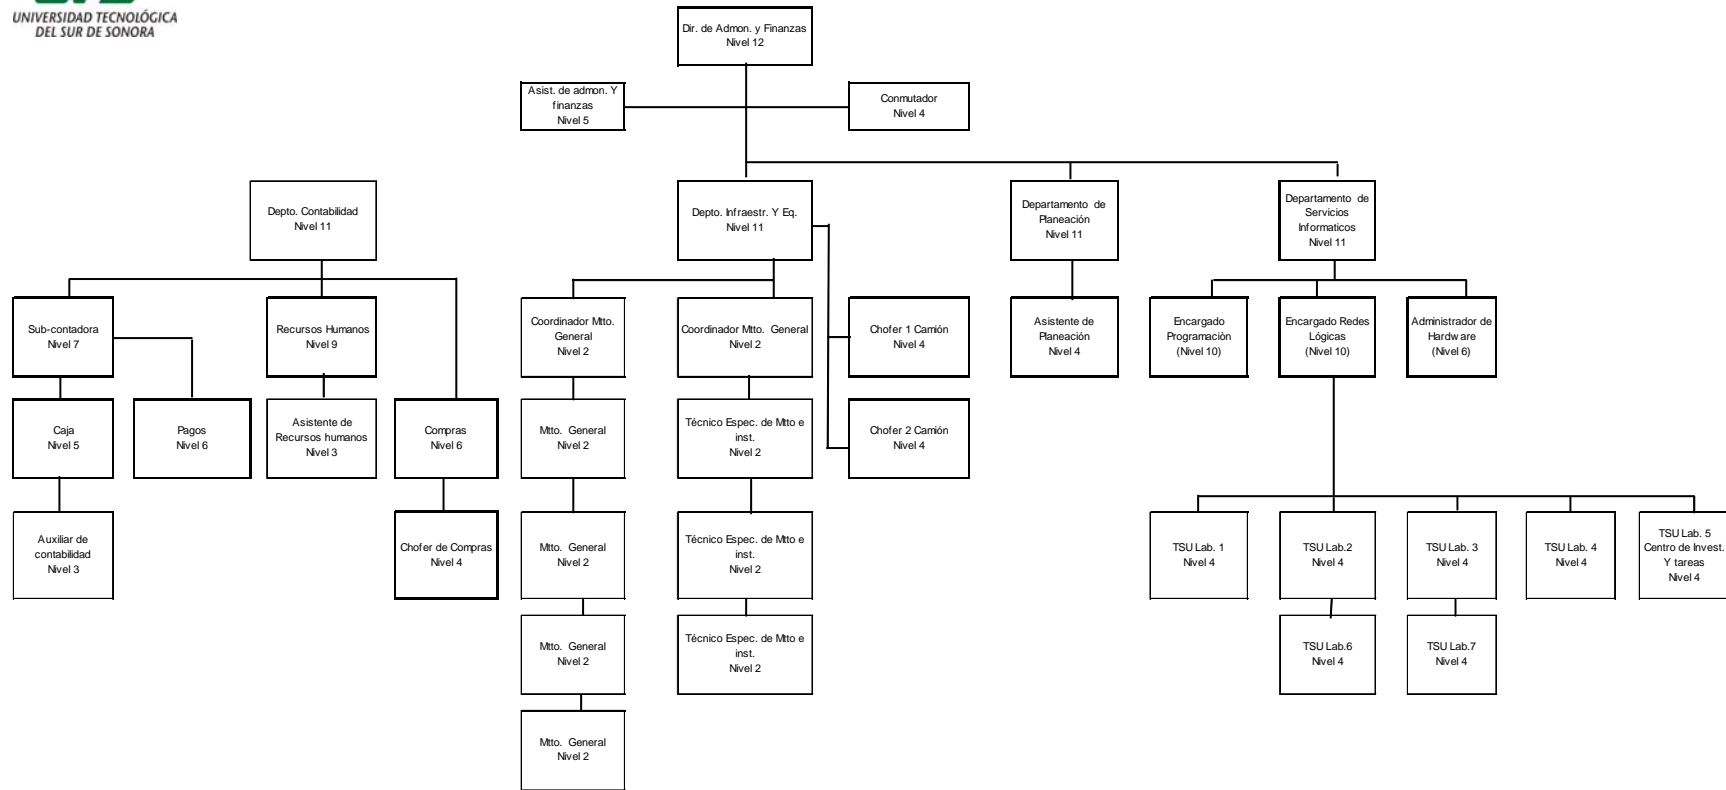 UNIVERSIDAD TECNOLÓGICA
DEL SUR DE SONORA
Dir. de Admon. y Finanzas
Nivel 12
Asist. de admon. Y
finanzas
Nivel 5
Conmutador
Nivel 4
Depto. Contabilidad
Nivel 11
Depto. Infraestr. Y Eq.
Nivel 11
Departamento de
Planeación
Nivel 11
Departamento de
Servicios
Informaticos
Nivel 11
Sub-contadora
Nivel 7
Recursos Humanos
Nivel 9
Coordinador Mtto.
General
Nivel 2
Coordinador Mtto. General
Nivel 2
Chofer 1 Camión
Nivel 4
Asistente de
Planeación
Nivel 4
Encargado
Programaciòn
(Nivel 10)
Encargado Redes
Lógicas
(Nivel 10)
Administrador de
Hardware
(Nivel 6)
Caja
Nivel 5
Pagos
Nivel 6
Asistente de
Recursos humanos
Nivel 3
Compras
Nivel 6
Mtto. General
Nivel 2
Técnico Espec. de Mtto e
inst.
Nivel 2
Chofer 2 Camión
Nivel 4
Auxiliar de
contabilidad
Nivel 3
Chofer de Compras
Nivel 4
Mtto. General
Nivel 2
Técnico Espec. de Mtto e
inst.
Nivel 2
TSU Lab. 1
Nivel 4
TSU Lab.2
Nivel 4
TSU Lab. 3
Nivel 4
TSU Lab. 4
Nivel 4
TSU Lab. 5
Centro de Invest.
Y tareas
Nivel 4
Mtto. General
Nivel 2
Técnico Espec. de Mtto e
inst.
Nivel 2
TSU Lab.6
Nivel 4
TSU Lab.7
Nivel 4
Mtto. General
Nivel 2